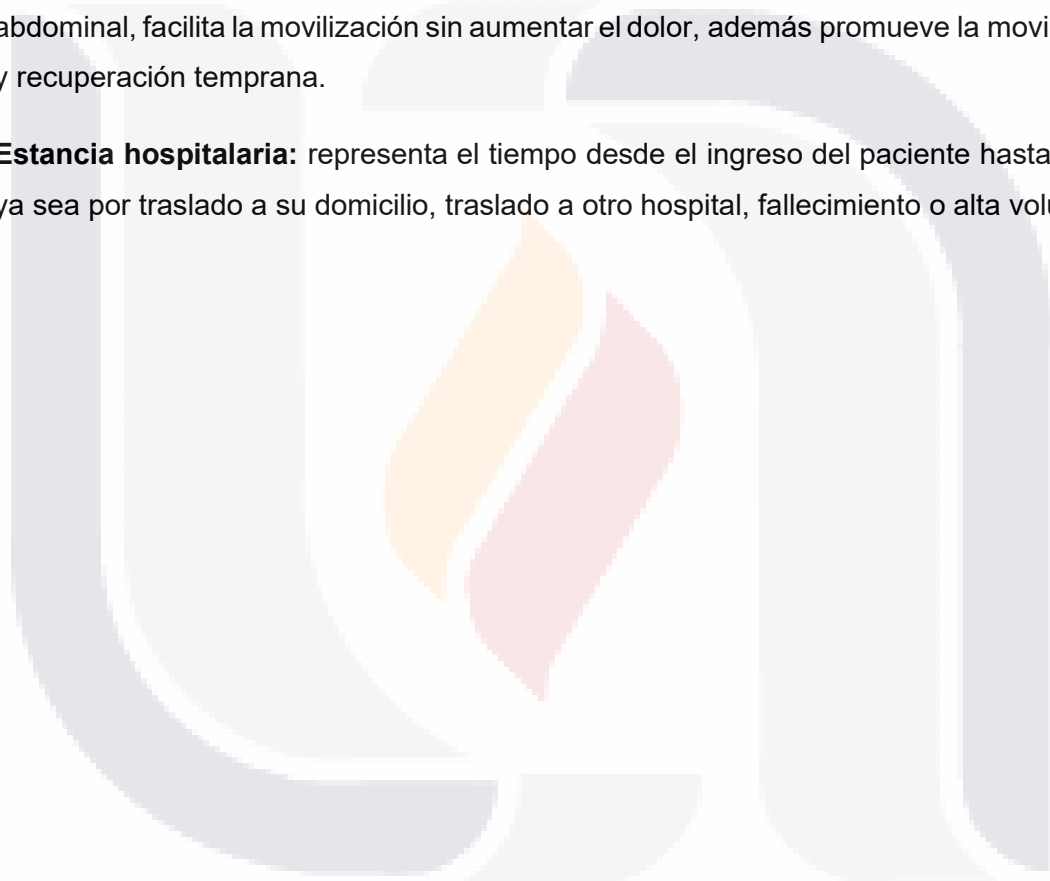 abdominal, facilita la movilización sin aumentar el dolor, además promueve la movi
y recuperación temprana.
Estancia hospitalaria: representa el tiempo desde el ingreso del paciente hasta
ya sea por traslado a su domicilio, traslado a otro hospital, fallecimiento o alta volu